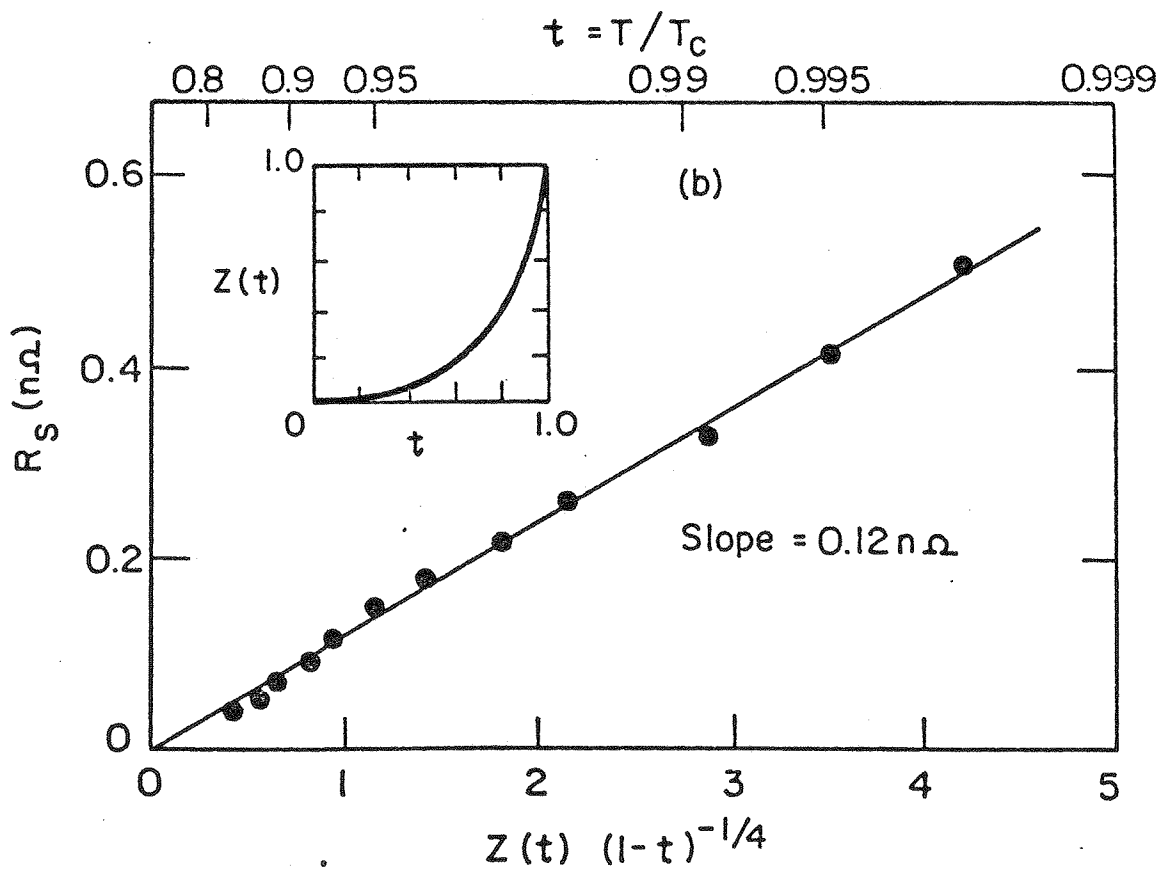 t = T/T_C
0.8 0.9 0.95 0.99 0.995 0.999
1.0
(b)
0.6
Z(t)
R_S (nΩ)
0.4
0 1.0
t
Slope = 0.12 nΩ
0.2
0
0 1 2 3 4 5
Z(t) (1-t)^{-1/4}